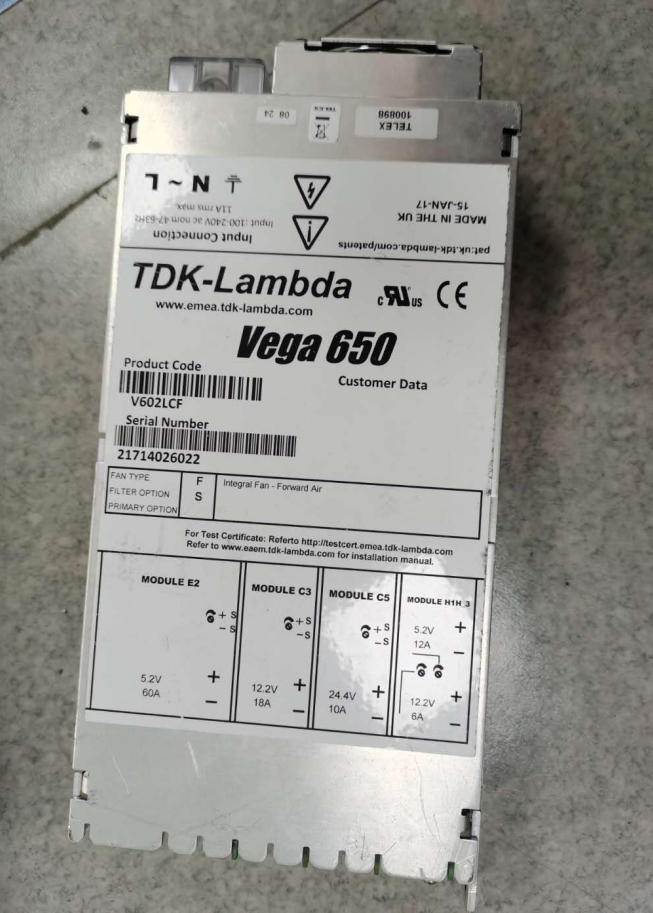 TELEX
100898
TELEX
08 24
L ~ N
Input Connection
Input :100-240V ac nom 47-63Hz
11A rms max
MADE IN THE UK
15-JAN-17
pat:uk.tdk-lambda.com/patents
TDK-Lambda
www.emea.tdk-lambda.com
c RU us CE
Vega 650
Product Code
V602LCF
Customer Data
Serial Number
21714026022
FAN TYPE F Integral Fan - Forward Air
FILTER OPTION S
PRIMARY OPTION
For Test Certificate: Referto http://testcert.emea.tdk-lambda.com
Refer to www.eaem.tdk-lambda.com for installation manual.
MODULE E2
+ S
– S
5.2V +
60A –
MODULE C3
+S
–S
12.2V +
18A –
MODULE C5
+S
–S
24.4V +
10A –
MODULE H1H_3
5.2V +
12A –
12.2V +
6A –